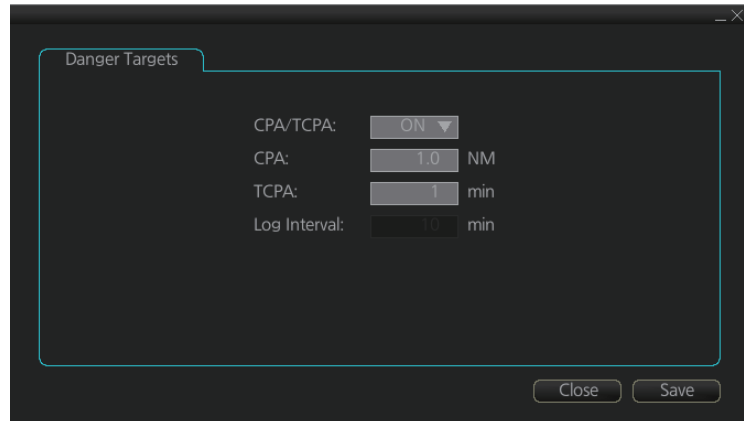 Danger Targets
CPA/TCPA: ON
CPA: 1.0 NM
TCPA: 1 min
Log Interval: 10 min
Close Save